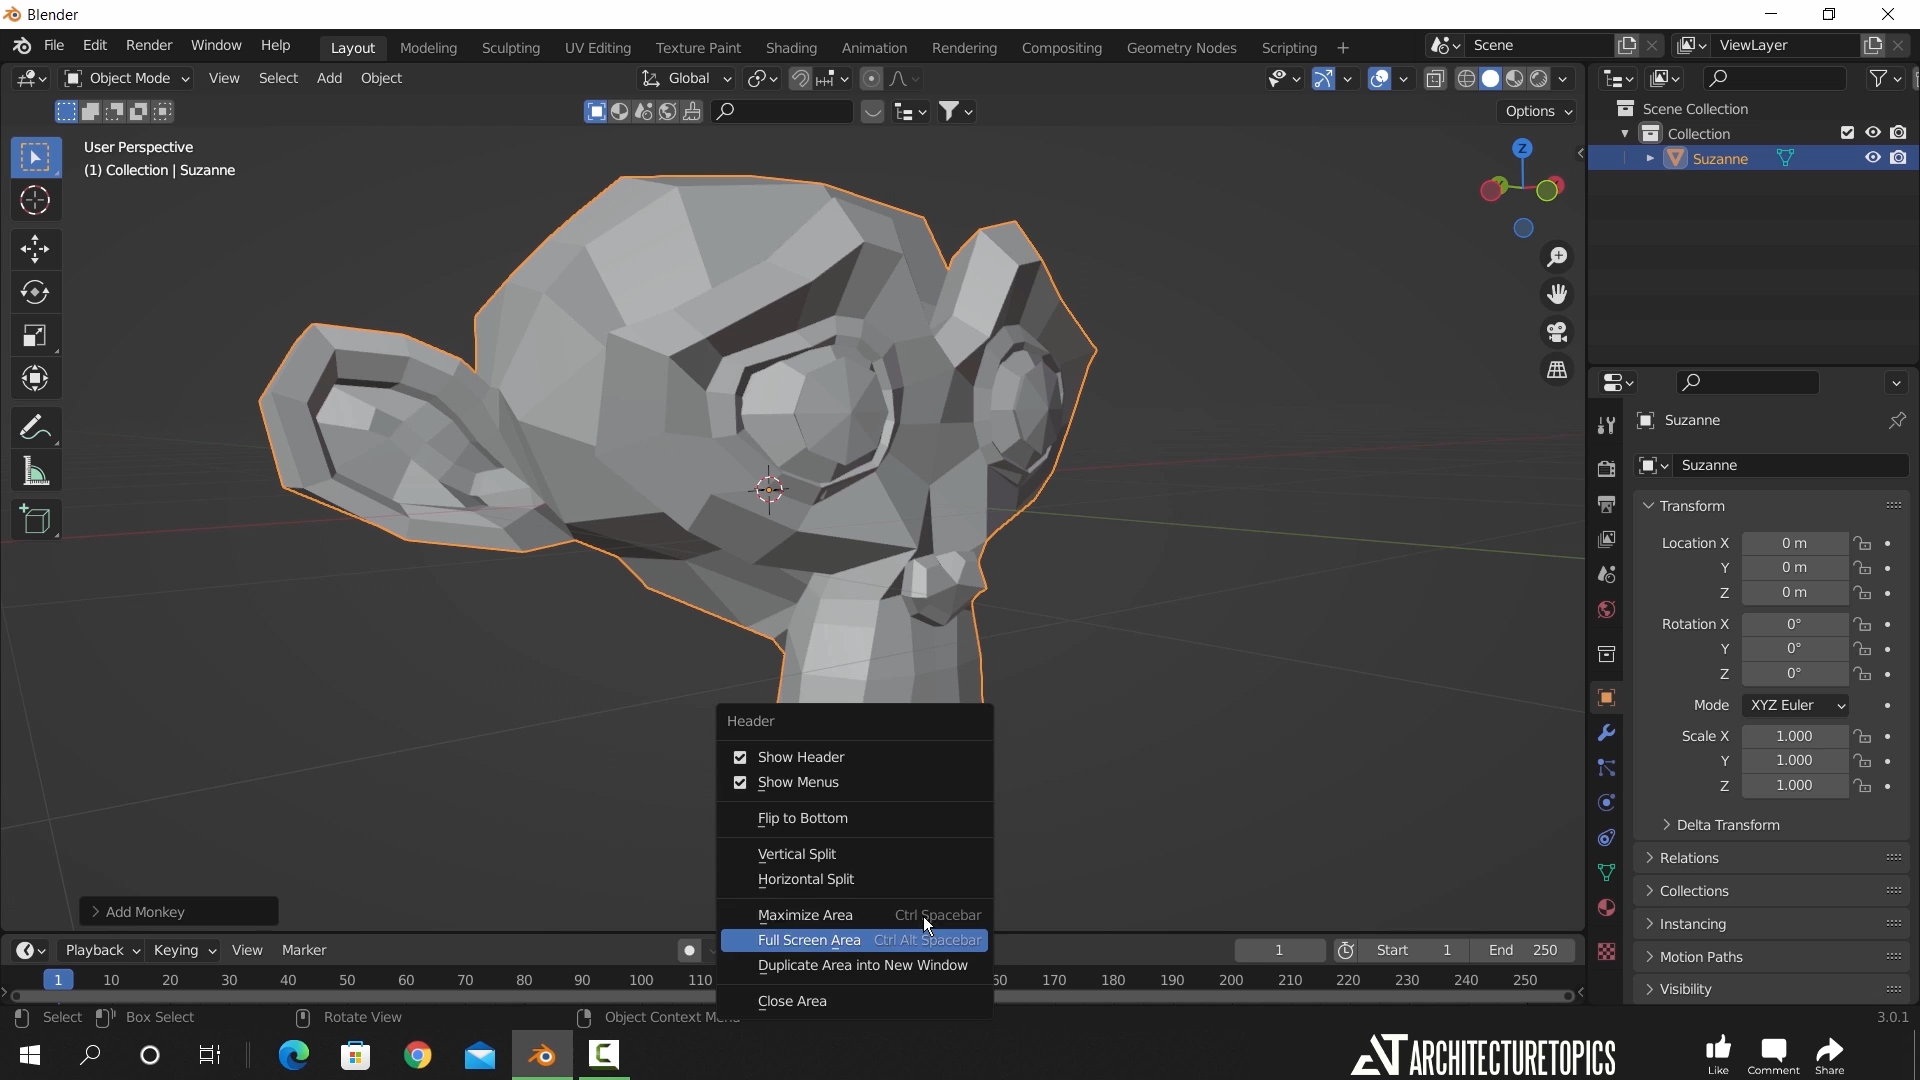 Blender
File Edit Render Window Help Layout Modeling Sculpting UV Editing Texture Paint Shading Animation Rendering Compositing Geometry Nodes Scripting + Scene ViewLayer
Object Mode View Select Add Object Global
Options
User Perspective
(1) Collection | Suzanne
Z
Scene Collection
Collection
Suzanne
Suzanne
Suzanne
Transform
Location X 0 m
Y 0 m
Z 0 m
Rotation X 0°
Y 0°
Z 0°
Mode XYZ Euler
Scale X 1.000
Y 1.000
Z 1.000
Delta Transform
Relations
Collections
Instancing
Motion Paths
Visibility
Header
Show Header
Show Menus
Flip to Bottom
Vertical Split
Horizontal Split
Maximize Area Ctrl Spacebar
Full Screen Area Ctrl Alt Spacebar
Duplicate Area into New Window
Close Area
Add Monkey
Playback Keying View Marker 1 Start 1 End 250
1 10 20 30 40 50 60 70 80 90 100 110 60 170 180 190 200 210 220 230 240 250
Select Box Select Rotate View Object Context Menu 3.0.1
ARCHITECTURETOPICS
Like Comment Share